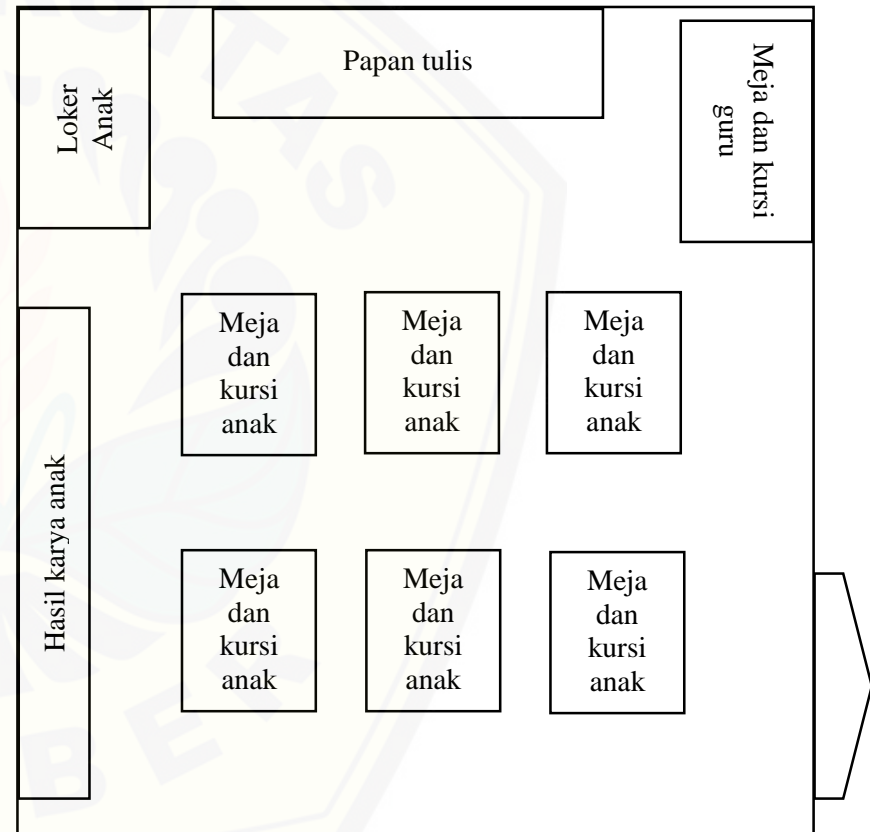 Loker
Anak
Papan tulis
Meja dan kursi
guru
Meja
dan
kursi
anak
Meja
dan
kursi
anak
Meja
dan
kursi
anak
Hasil karya anak
Meja
dan
kursi
anak
Meja
dan
kursi
anak
Meja
dan
kursi
anak